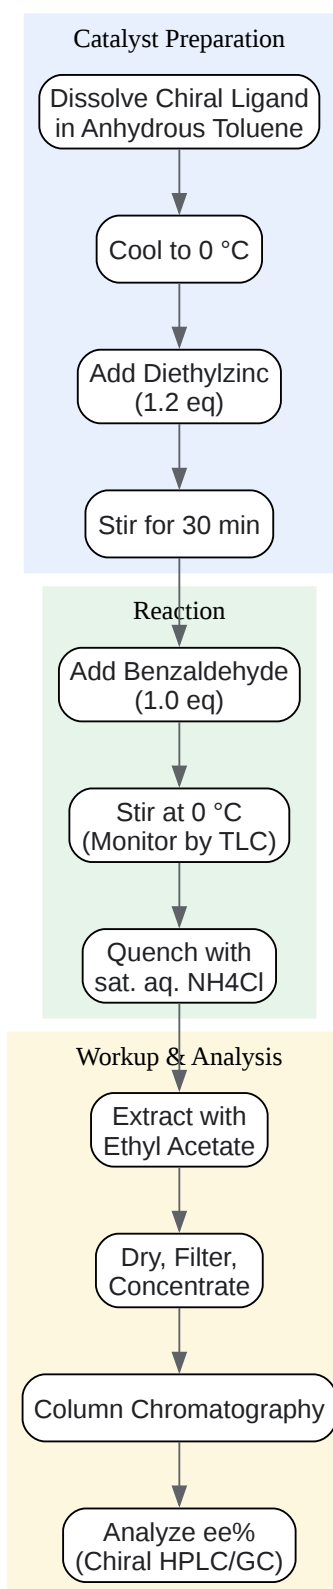 Catalyst Preparation
Dissolve Chiral Ligand
in Anhydrous Toluene
Cool to 0 °C
Add Diethylzinc
(1.2 eq)
Stir for 30 min
Reaction
Add Benzaldehyde
(1.0 eq)
Stir at 0 °C
(Monitor by TLC)
Quench with
sat. aq. NH4Cl
Workup & Analysis
Extract with
Ethyl Acetate
Dry, Filter,
Concentrate
Column Chromatography
Analyze ee%
(Chiral HPLC/GC)